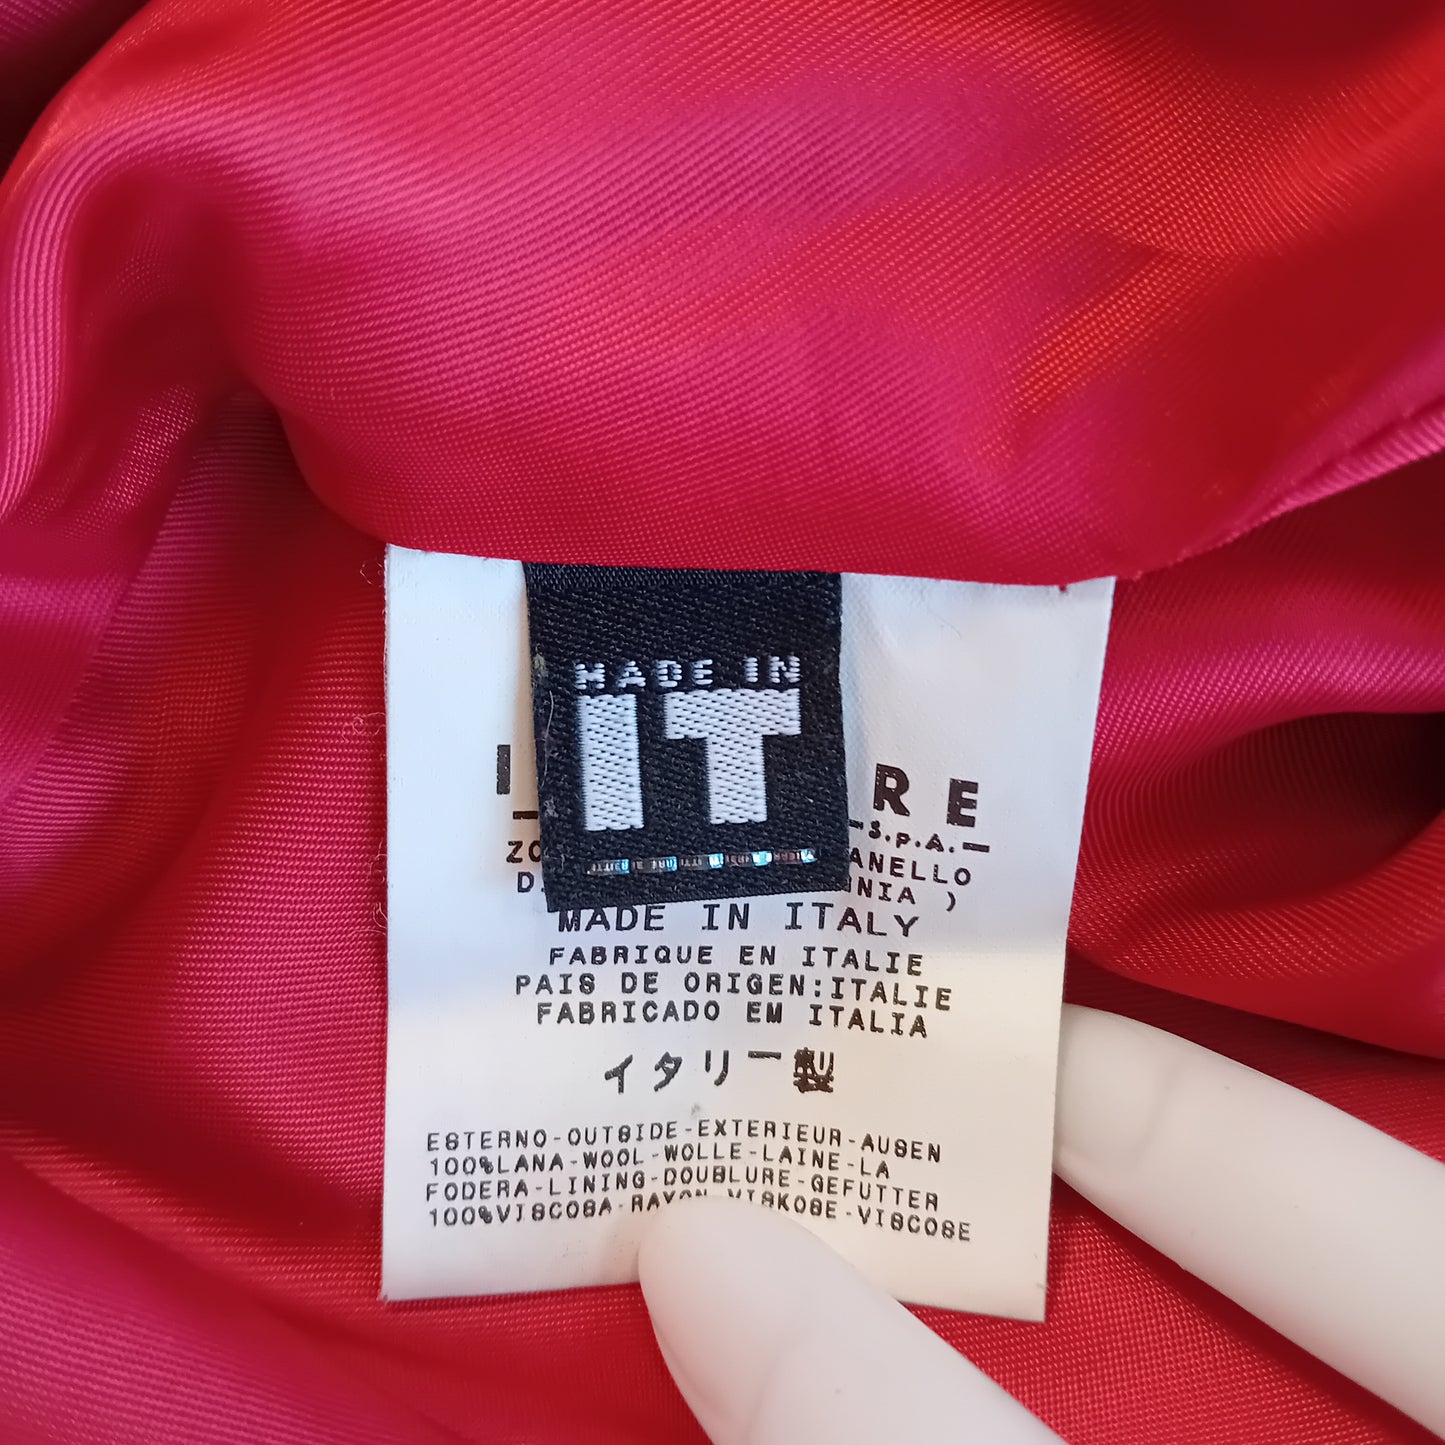 MADE IN
IT
RE
S.p.A.
MADE IN ITALY
FABRIQUE EN ITALIE
PAIS DE ORIGEN:ITALIE
FABRICADO EM ITALIA
イタリー製
ESTERNO-OUTSIDE-EXTERIEUR-AUSEN
100%LANA-WOOL-WOLLE-LAINE-LA
FODERA-LINING-DOUBLURE-GEFUTTER
100%VISCOSA-RAYON-VISKOSE-VISCOSE